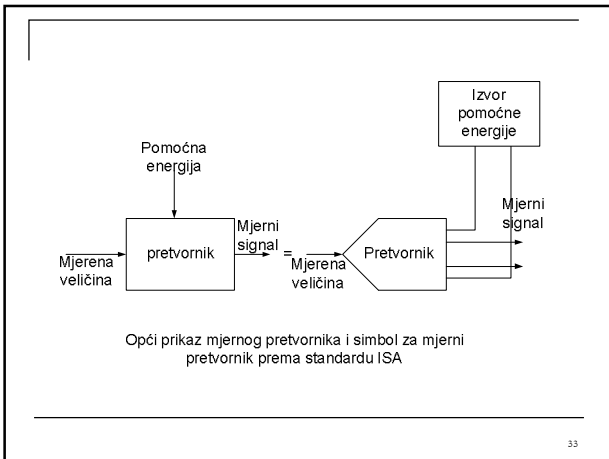 Izvor
pomoćne
energije
Pomoćna
energija
Mjerena
veličina
pretvornik
Mjerni
signal
=
Mjerena
veličina
Pretvornik
Mjerni
signal
Opći prikaz mjernog pretvornika i simbol za mjerni
pretvornik prema standardu ISA
33